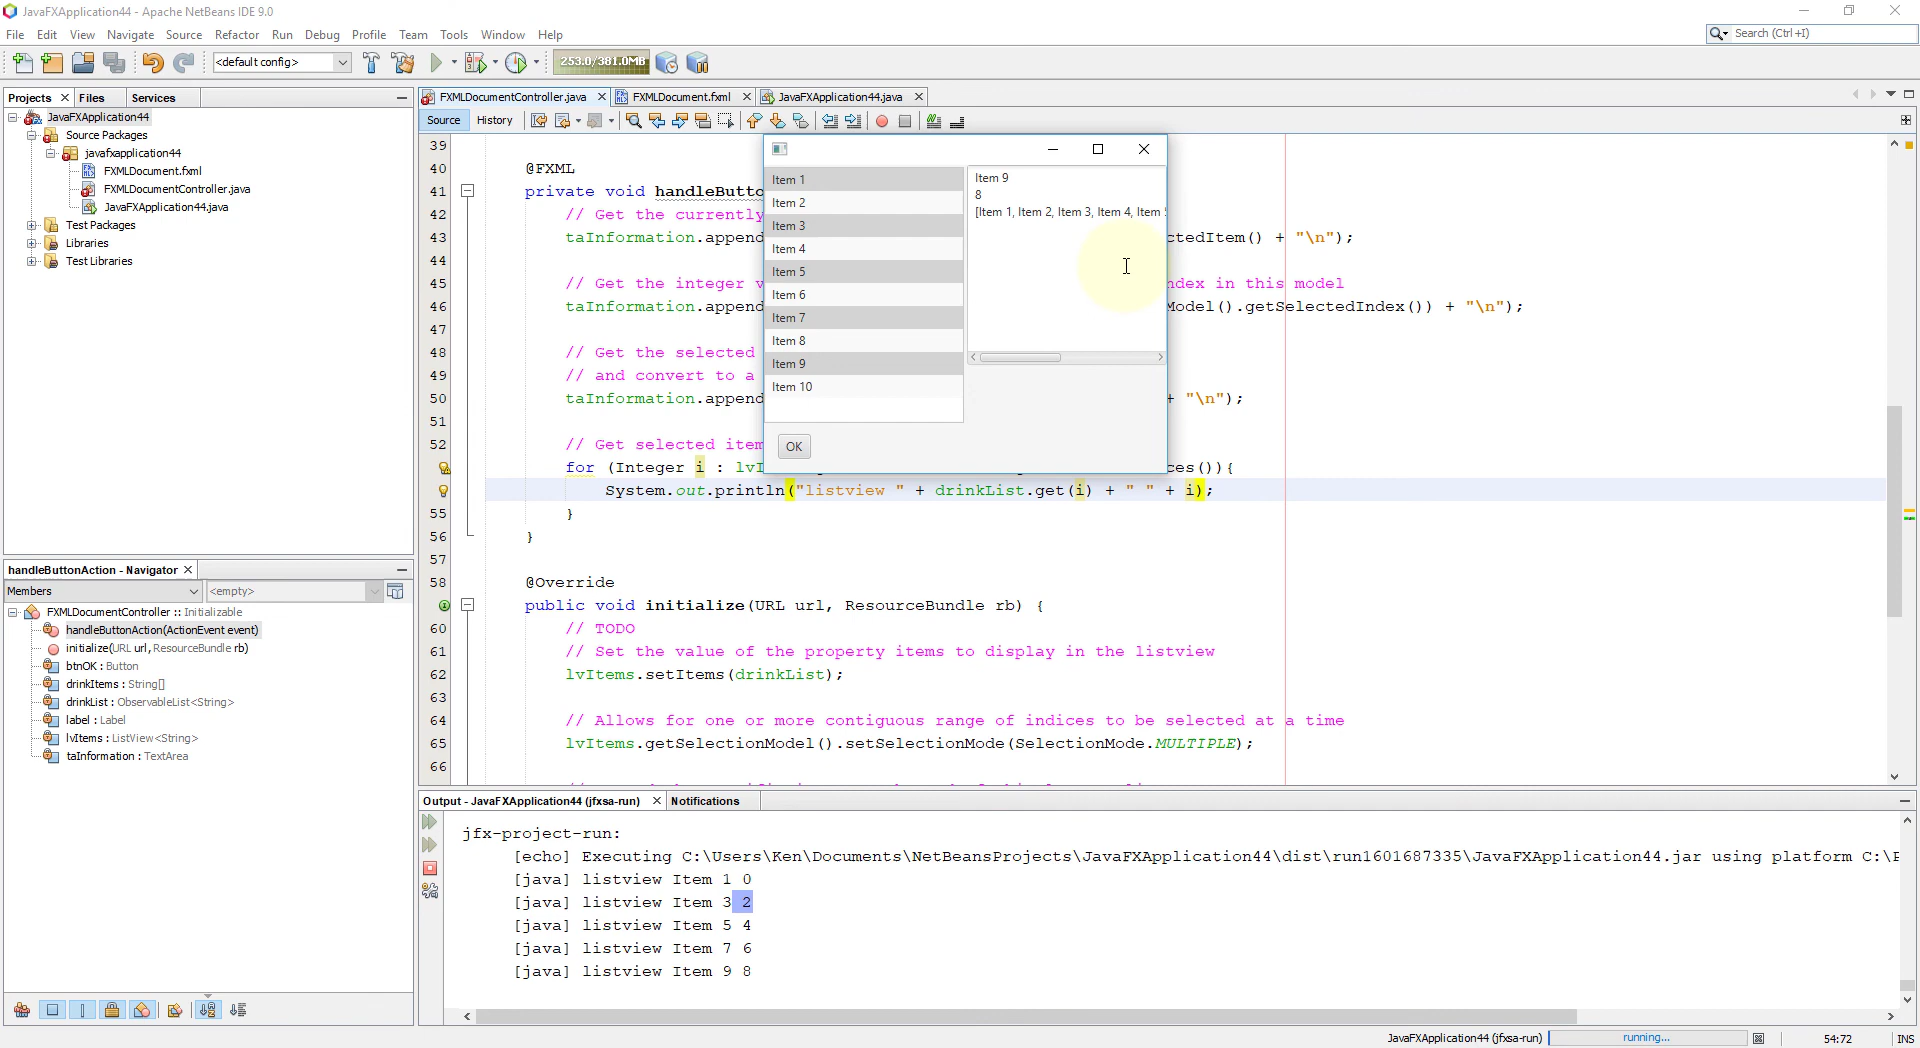 JavaFXApplication44 - Apache NetBeans IDE 9.0
File Edit View Navigate Source Refactor Run Debug Profile Team Tools Window Help
Search (Ctrl+I)
<default config>
253.0/381.0MB
Projects Files Services
FXMLDocumentController.java FXMLDocument.fxml JavaFXApplication44.java
Source History
JavaFXApplication44
Source Packages
javafxapplication44
FXMLDocument.fxml
FXMLDocumentController.java
JavaFXApplication44.java
Test Packages
Libraries
Test Libraries
39
40 @FXML
41 private void handleButto
42 // Get the currently
43 taInformation.append ctedItem() + "\n");
44
45 // Get the integer v ndex in this model
46 taInformation.append Model().getSelectedIndex()) + "\n");
47
48 // Get the selected
49 // and convert to a
50 taInformation.append + "\n");
51
52 // Get selected item
for (Integer i : lvI ces()){
System.out.println("listview " + drinkList.get(i) + " " + i);
55 }
56 }
57
58 @Override
public void initialize(URL url, ResourceBundle rb) {
60 // TODO
61 // Set the value of the property items to display in the listview
62 lvItems.setItems(drinkList);
63
64 // Allows for one or more contiguous range of indices to be selected at a time
65 lvItems.getSelectionModel().setSelectionMode(SelectionMode.MULTIPLE);
66
Item 1
Item 2
Item 3
Item 4
Item 5
Item 6
Item 7
Item 8
Item 9
Item 10
Item 9
8
[Item 1, Item 2, Item 3, Item 4, Item
OK
handleButtonAction - Navigator
Members <empty>
FXMLDocumentController :: Initializable
handleButtonAction(ActionEvent event)
initialize(URL url, ResourceBundle rb)
btnOK : Button
drinkItems : String[]
drinkList : ObservableList<String>
label : Label
lvItems : ListView<String>
taInformation : TextArea
Output - JavaFXApplication44 (jfxsa-run) Notifications
jfx-project-run:
[echo] Executing C:\Users\Ken\Documents\NetBeansProjects\JavaFXApplication44\dist\run1601687335\JavaFXApplication44.jar using platform C:\
[java] listview Item 1 0
[java] listview Item 3 2
[java] listview Item 5 4
[java] listview Item 7 6
[java] listview Item 9 8
JavaFXApplication44 (jfxsa-run) running... 54:72 INS